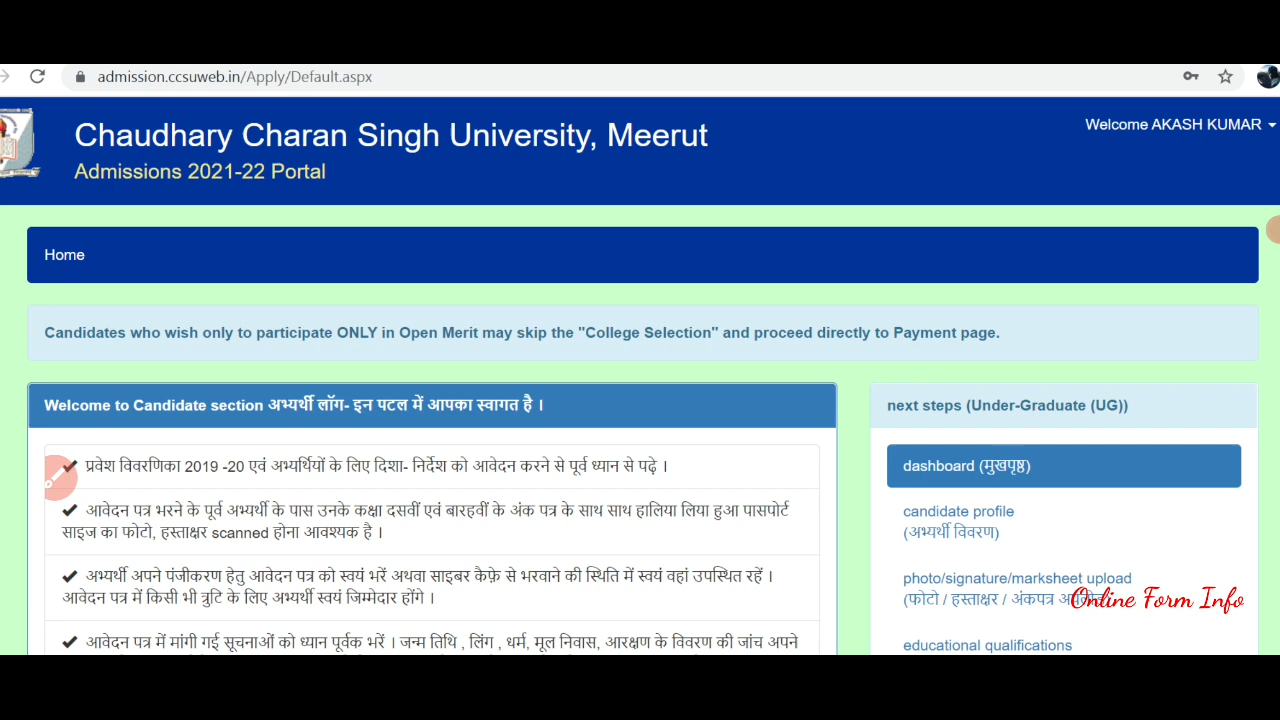 admission.ccsuweb.in/Apply/Default.aspx
Chaudhary Charan Singh University, Meerut
Admissions 2021-22 Portal
Welcome AKASH KUMAR
Home
Candidates who wish only to participate ONLY in Open Merit may skip the "College Selection" and proceed directly to Payment page.
Welcome to Candidate section अभ्यर्थी लॉग- इन पटल में आपका स्वागत है ।
प्रवेश विवरणिका 2019 -20 एवं अभ्यर्थियों के लिए दिशा- निर्देश को आवेदन करने से पूर्व ध्यान से पढ़े ।
आवेदन पत्र भरने के पूर्व अभ्यर्थी के पास उनके कक्षा दसवीं एवं बारहवीं के अंक पत्र के साथ साथ हालिया लिया हुआ पासपोर्ट
साइज का फोटो, हस्ताक्षर scanned होना आवश्यक है ।
अभ्यर्थी अपने पंजीकरण हेतु आवेदन पत्र को स्वयं भरें अथवा साइबर कैफ़े से भरवाने की स्थिति में स्वयं वहां उपस्थित रहें ।
आवेदन पत्र में किसी भी त्रुटि के लिए अभ्यर्थी स्वयं जिम्मेदार होंगे ।
आवेदन पत्र में मांगी गई सूचनाओं को ध्यान पूर्वक भरें । जन्म तिथि , लिंग , धर्म, मूल निवास, आरक्षण के विवरण की जांच अपने
next steps (Under-Graduate (UG))
dashboard (मुखपृष्ठ)
candidate profile
(अभ्यर्थी विवरण)
photo/signature/marksheet upload
(फोटो / हस्ताक्षर / अंकपत्र
Online Form Info
educational qualifications